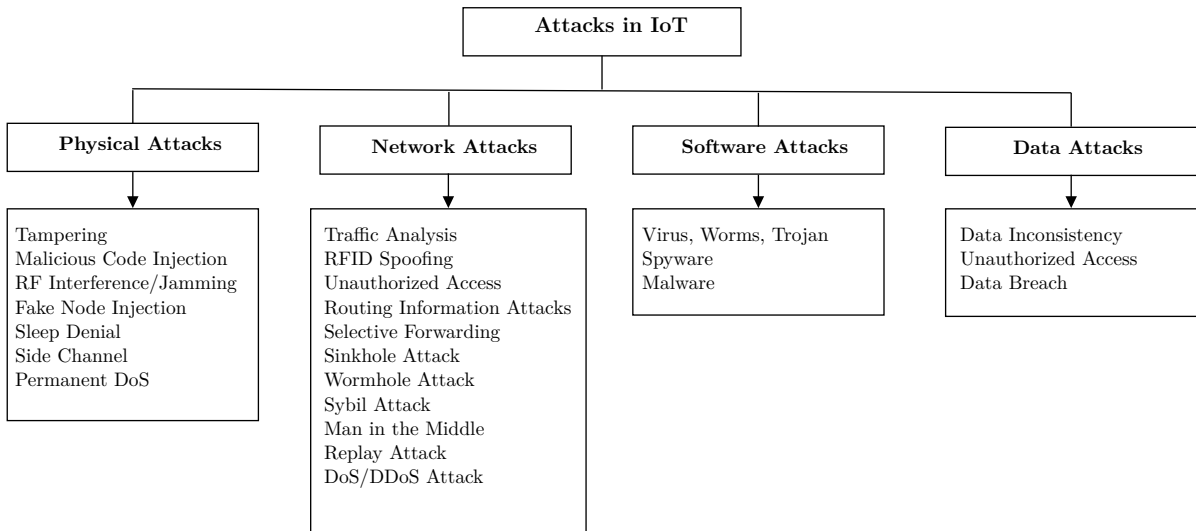 Attacks in IoT
Physical Attacks
Tampering
Malicious Code Injection
RF Interference/Jamming
Fake Node Injection
Sleep Denial
Side Channel
Permanent DoS
Network Attacks
Traffic Analysis
RFID Spoofing
Unauthorized Access
Routing Information Attacks
Selective Forwarding
Sinkhole Attack
Wormhole Attack
Sybil Attack
Man in the Middle
Replay Attack
DoS/DDoS Attack
Software Attacks
Virus, Worms, Trojan
Spyware
Malware
Data Attacks
Data Inconsistency
Unauthorized Access
Data Breach